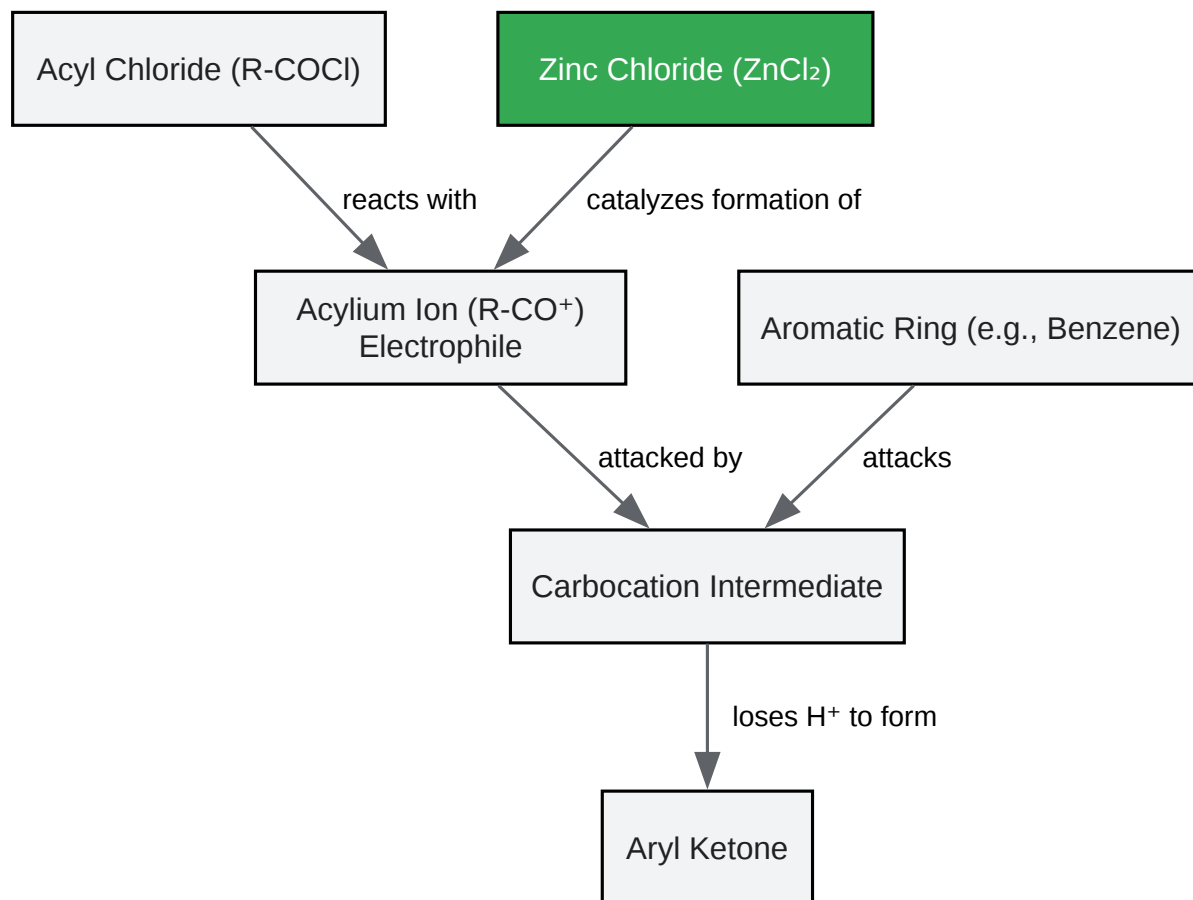 Acyl Chloride (R-COCl)
Zinc Chloride (ZnCl₂)
reacts with
catalyzes formation of
Acylium Ion (R-CO⁺)
Electrophile
Aromatic Ring (e.g., Benzene)
attacked by
attacks
Carbocation Intermediate
loses H⁺ to form
Aryl Ketone